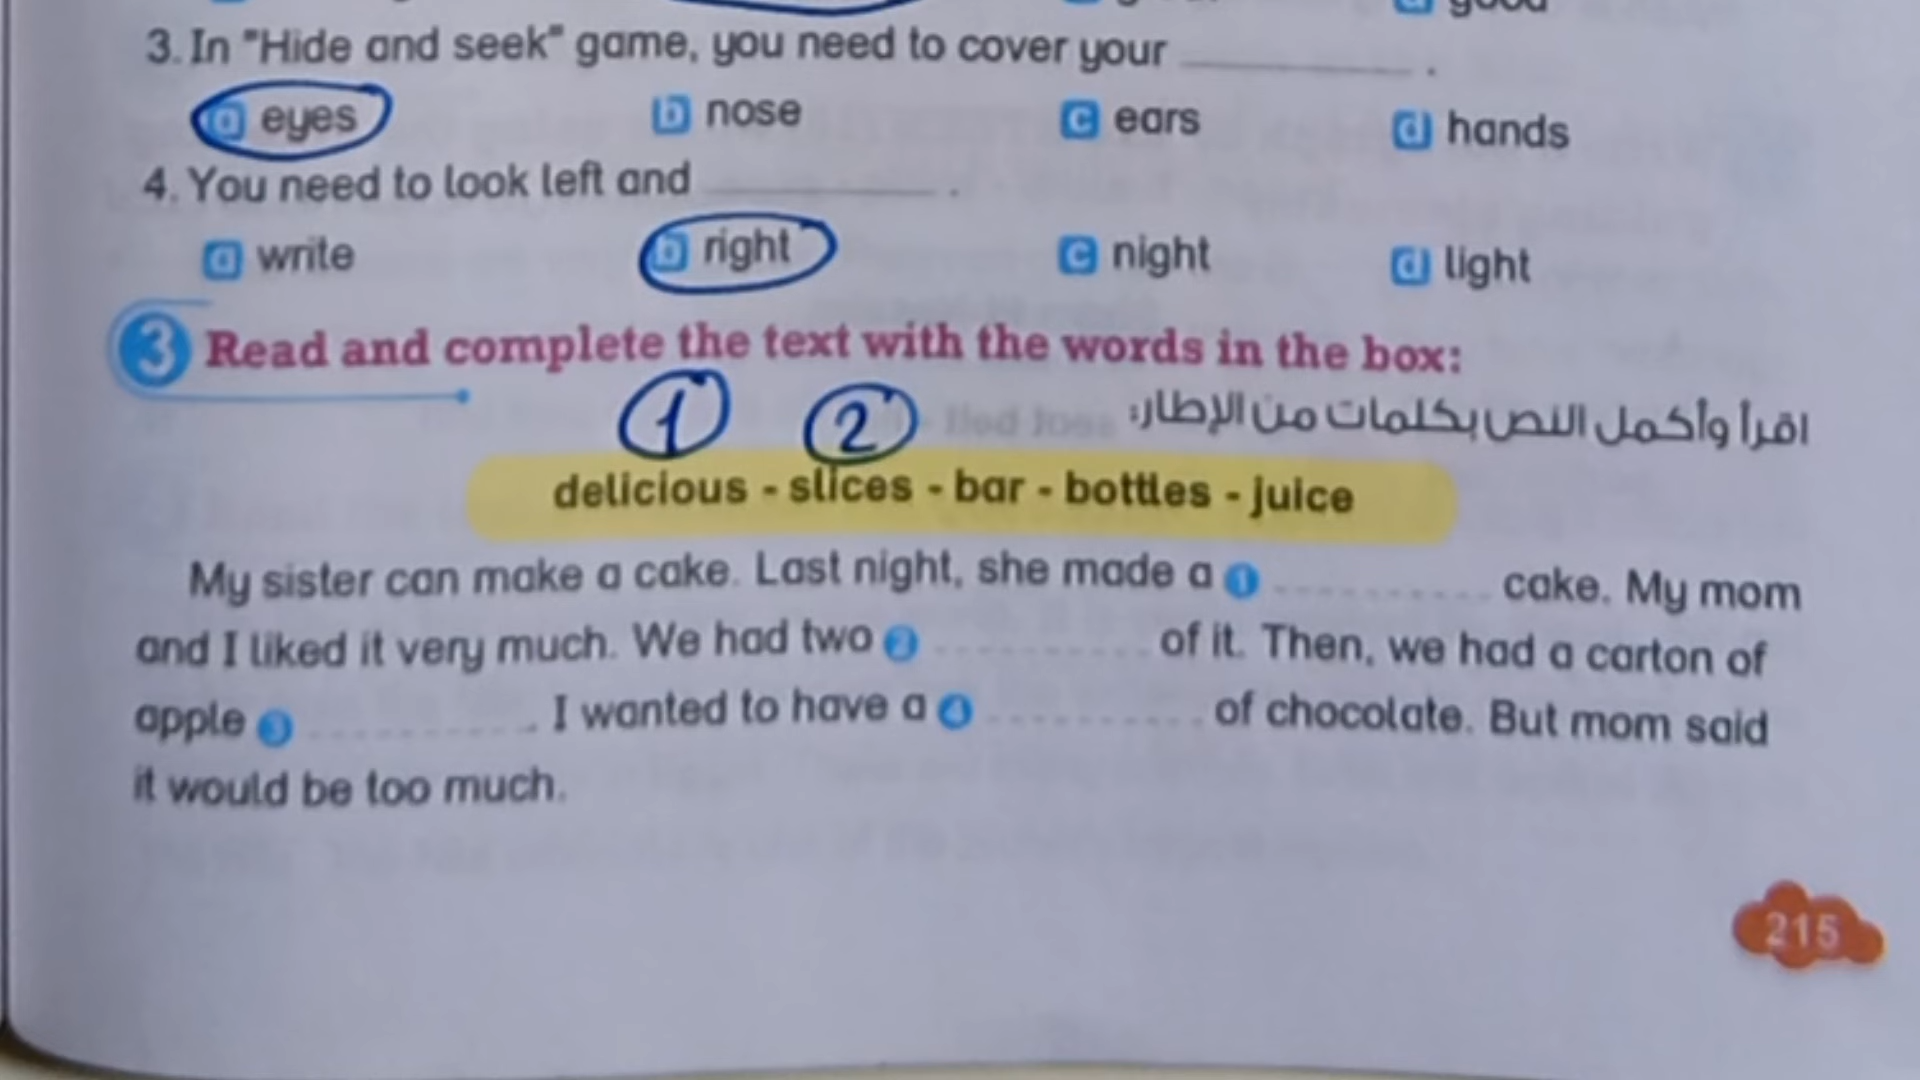 d good
3. In "Hide and seek" game, you need to cover your ________ .
a eyes b nose c ears d hands
4. You need to look left and ________ .
a write b right c night d light
3 Read and complete the text with the words in the box:
اقرأ وأكمل النص بكلمات من الإطار:
1 2
delicious - slices - bar - bottles - juice
My sister can make a cake. Last night, she made a 1 .......... cake. My mom
and I liked it very much. We had two 2 .......... of it. Then, we had a carton of
apple 3 .......... . I wanted to have a 4 .......... of chocolate. But mom said
it would be too much.
215